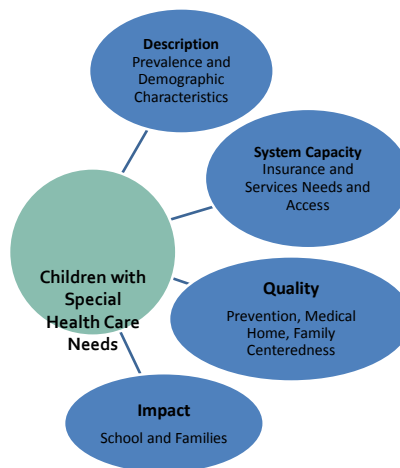 Description
Prevalence and
Demographic
Characteristics
System Capacity
Insurance and
Services Needs and
Access
Children with
Special
Health Care
Needs
Quality
Prevention, Medical
Home, Family
Centeredness
Impact
School and Families